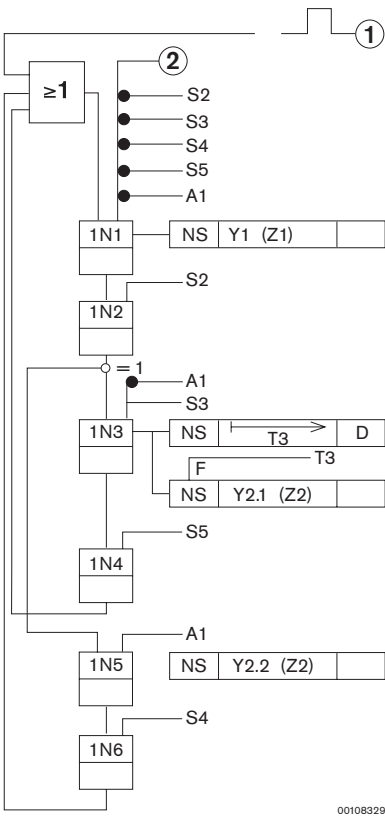 1
2
≥1
S2
S3
S4
S5
A1
1N1 NS Y1 (Z1)
S2
1N2
= 1
A1
S3
1N3 NS T3 D
T3
F
NS Y2.1 (Z2)
S5
1N4
A1
1N5 NS Y2.2 (Z2)
S4
1N6
00108329